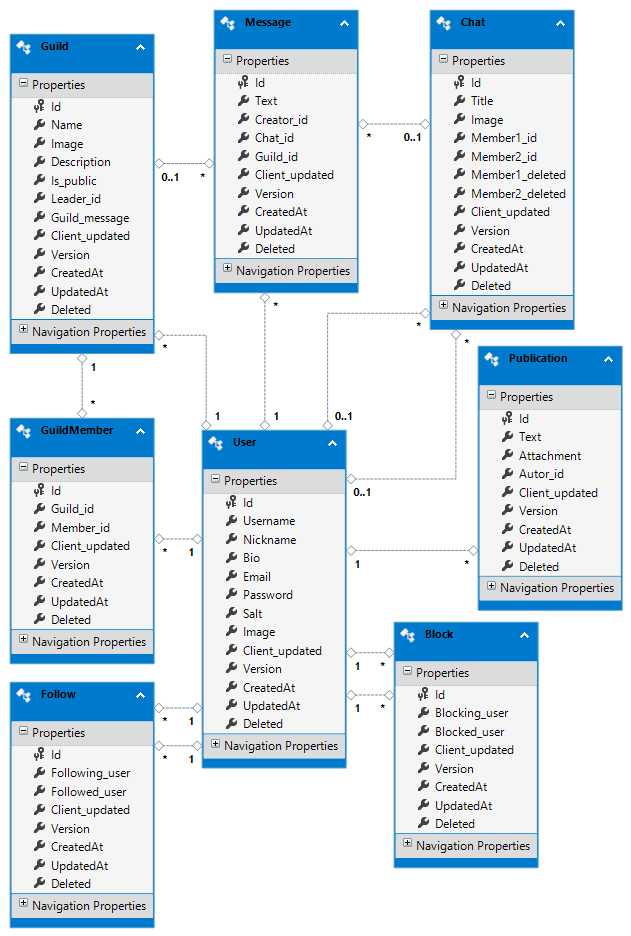 Guild
Properties
Id
Name
Image
Description
Is_public
Leader_id
Guild_message
Client_updated
Version
CreatedAt
UpdatedAt
Deleted
Navigation Properties
Message
Properties
Id
Text
Creator_id
Chat_id
Guild_id
Client_updated
Version
CreatedAt
UpdatedAt
Deleted
Navigation Properties
Chat
Properties
Id
Title
Image
Member1_id
Member2_id
Member1_deleted
Member2_deleted
Client_updated
Version
CreatedAt
UpdatedAt
Deleted
Navigation Properties
0..1
*
*
0..1
*
1
*
1
*
0..1
*
0..1
1
*
GuildMember
Properties
Id
Guild_id
Member_id
Client_updated
Version
CreatedAt
UpdatedAt
Deleted
Navigation Properties
*
1
User
Properties
Id
Username
Nickname
Bio
Email
Password
Salt
Image
Client_updated
Version
CreatedAt
UpdatedAt
Deleted
Navigation Properties
1
*
Publication
Properties
Id
Text
Attachment
Autor_id
Client_updated
Version
CreatedAt
UpdatedAt
Deleted
Navigation Properties
Follow
Properties
Id
Following_user
Followed_user
Client_updated
Version
CreatedAt
UpdatedAt
Deleted
Navigation Properties
*
1
*
1
1
*
1
*
Block
Properties
Id
Blocking_user
Blocked_user
Client_updated
Version
CreatedAt
UpdatedAt
Deleted
Navigation Properties